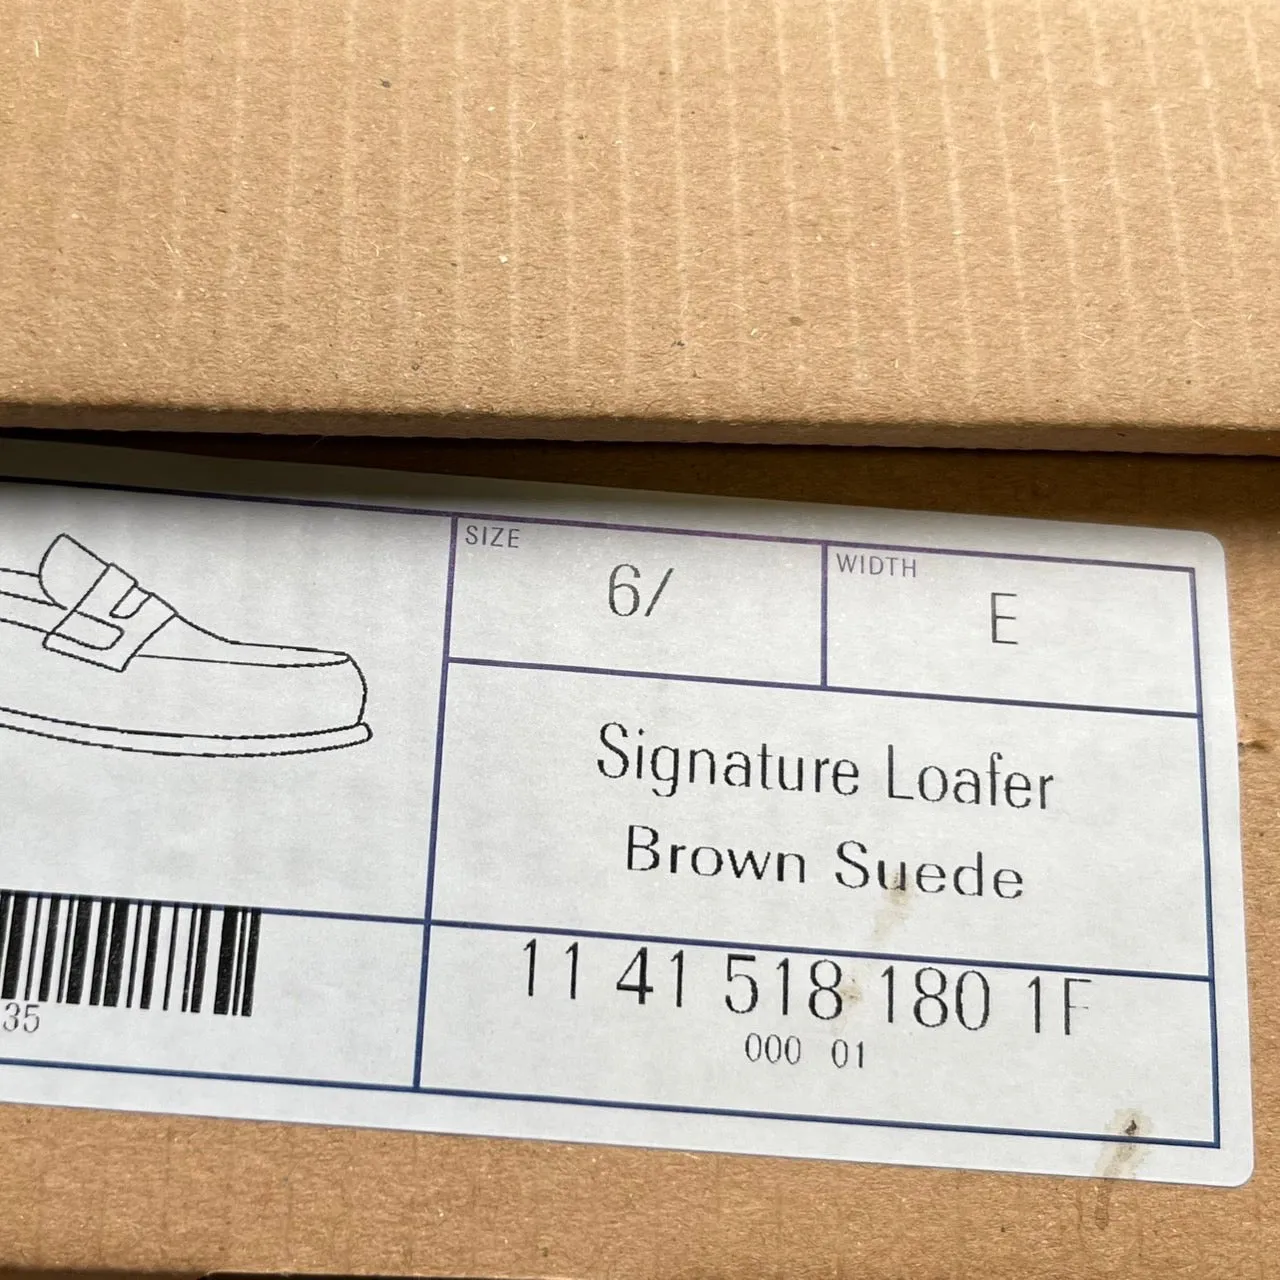 SIZE
6/
WIDTH
E
Signature Loafer
Brown Suede
11 41 518 180 1F
000 01
35